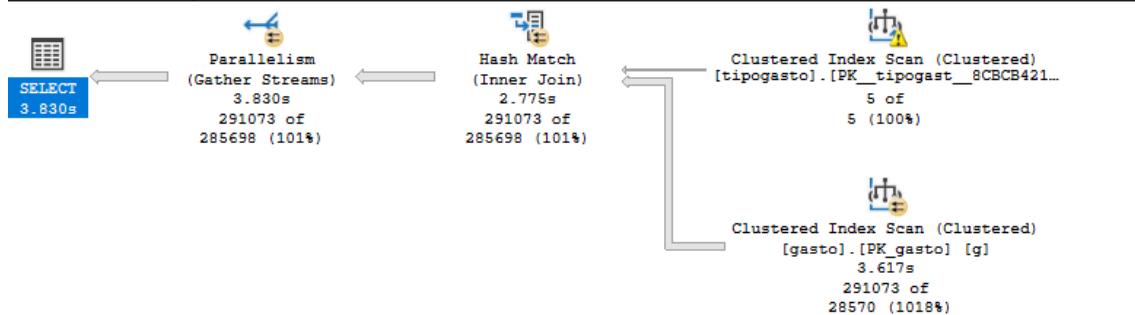 SELECT
3.830s
Parallelism
(Gather Streams)
3.830s
291073 of
285698 (101%)
Hash Match
(Inner Join)
2.775s
291073 of
285698 (101%)
Clustered Index Scan (Clustered)
[tipogasto].[PK__tipogast__8CBCB421…
5 of
5 (100%)
Clustered Index Scan (Clustered)
[gasto].[PK_gasto] [g]
3.617s
291073 of
28570 (1018%)